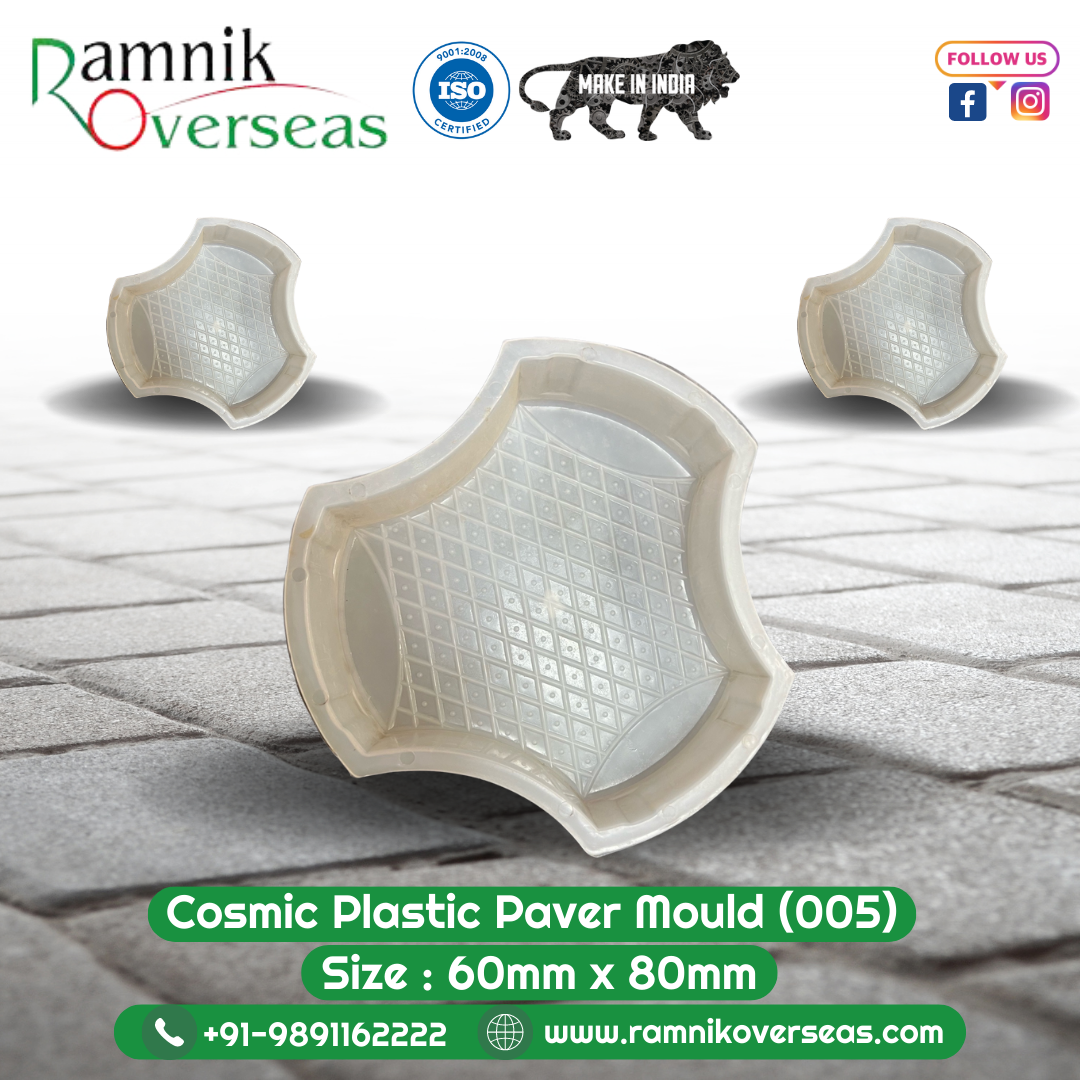 Ramnik
Overseas
9001:2008
ISO
CERTIFIED
MAKE IN INDIA
FOLLOW US
Cosmic Plastic Paver Mould (005)
Size : 60mm x 80mm
+91-9891162222
www.ramnikoverseas.com